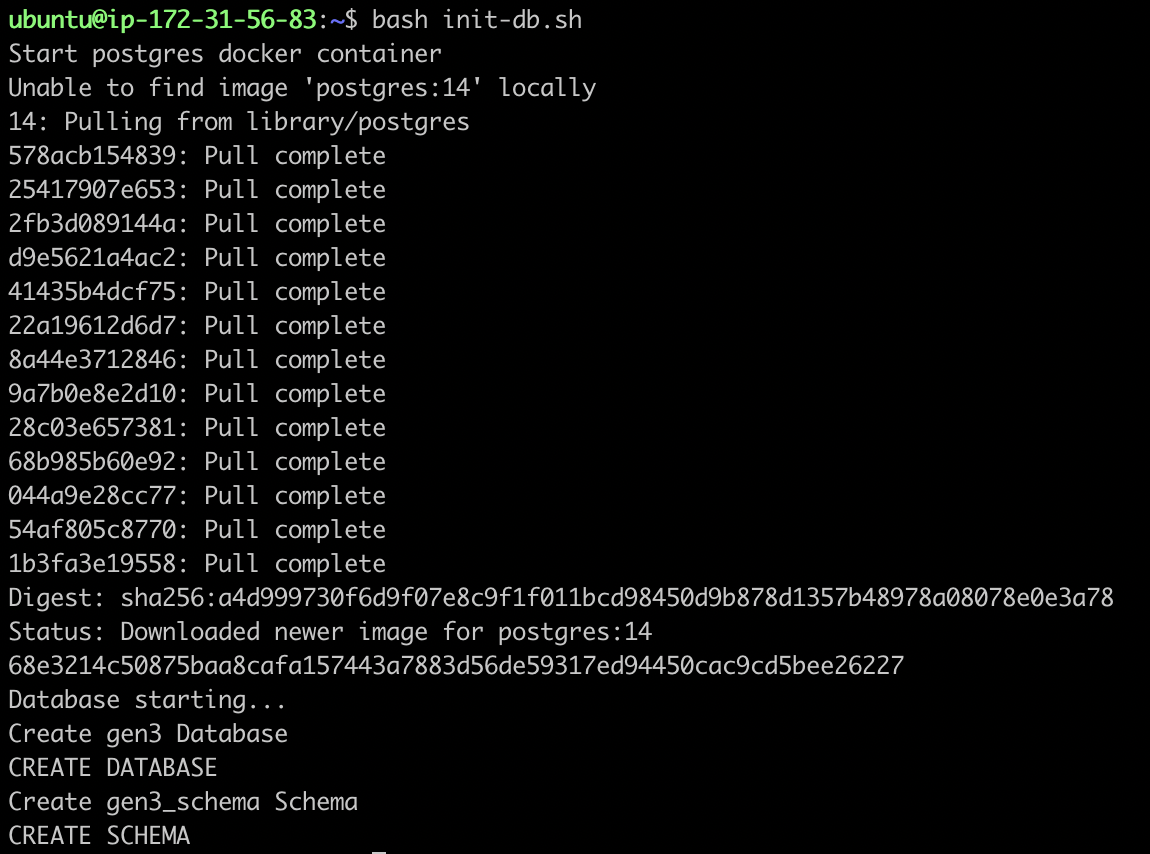 ubuntu@ip-172-31-56-83:~$ bash init-db.sh
Start postgres docker container
Unable to find image 'postgres:14' locally
14: Pulling from library/postgres
578acb154839: Pull complete
25417907e653: Pull complete
2fb3d089144a: Pull complete
d9e5621a4ac2: Pull complete
41435b4dcf75: Pull complete
22a19612d6d7: Pull complete
8a44e3712846: Pull complete
9a7b0e8e2d10: Pull complete
28c03e657381: Pull complete
68b985b60e92: Pull complete
044a9e28cc77: Pull complete
54af805c8770: Pull complete
1b3fa3e19558: Pull complete
Digest: sha256:a4d999730f6d9f07e8c9f1f011bcd98450d9b878d1357b48978a08078e0e3a78
Status: Downloaded newer image for postgres:14
68e3214c50875baa8cafa157443a7883d56de59317ed94450cac9cd5bee26227
Database starting...
Create gen3 Database
CREATE DATABASE
Create gen3_schema Schema
CREATE SCHEMA